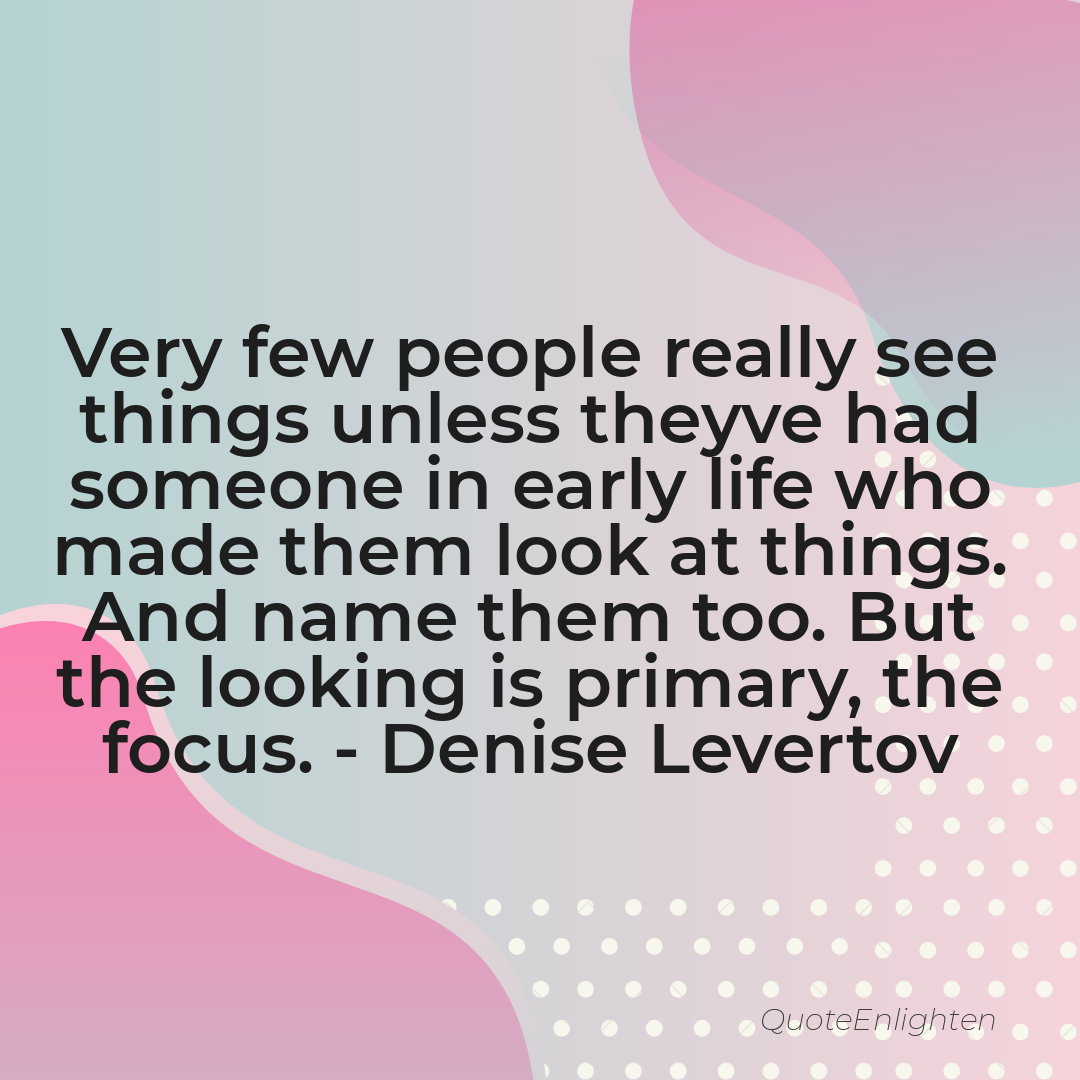 Very few people really see
things unless theyve had
someone in early life who
made them look at things.
And name them too. But
the looking is primary, the
focus. - Denise Levertov
QuoteEnlighten